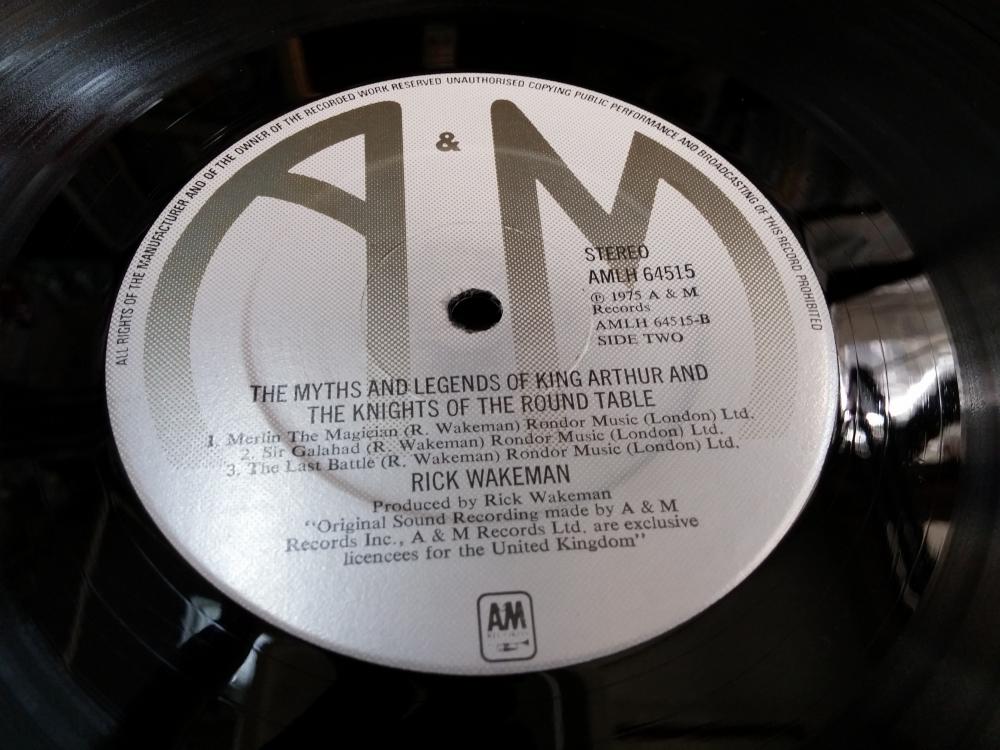 ALL RIGHTS OF THE MANUFACTURER AND OF THE OWNER OF THE RECORDED WORK RESERVED UNAUTHORISED COPYING PUBLIC PERFORMANCE AND BROADCASTING OF THIS RECORD PROHIBITED
A & M
STEREO
AMLH 64515
℗ 1975 A & M
Records
AMLH 64515-B
SIDE TWO
THE MYTHS AND LEGENDS OF KING ARTHUR AND
THE KNIGHTS OF THE ROUND TABLE
1. Merlin The Magician (R. Wakeman) Rondor Music (London) Ltd.
2. Sir Galahad (R. Wakeman) Rondor Music (London) Ltd.
3. The Last Battle (R. Wakeman) Rondor Music (London) Ltd.
RICK WAKEMAN
Produced by Rick Wakeman
“Original Sound Recording made by A & M
Records Inc., A & M Records Ltd. are exclusive
licencees for the United Kingdom”
A&M
RECORDS